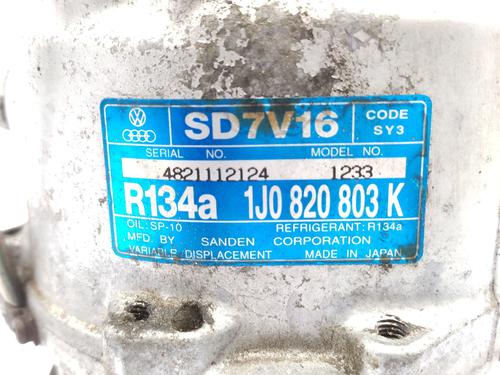 SD7V16 CODE SY3
SERIAL NO. MODEL NO.
4821112124 1233
R134a 1J0 820 803 K
OIL: SP-10 REFRIGERANT: R134a
MFD. BY SANDEN CORPORATION
VARIABLE DISPLACEMENT MADE IN JAPAN